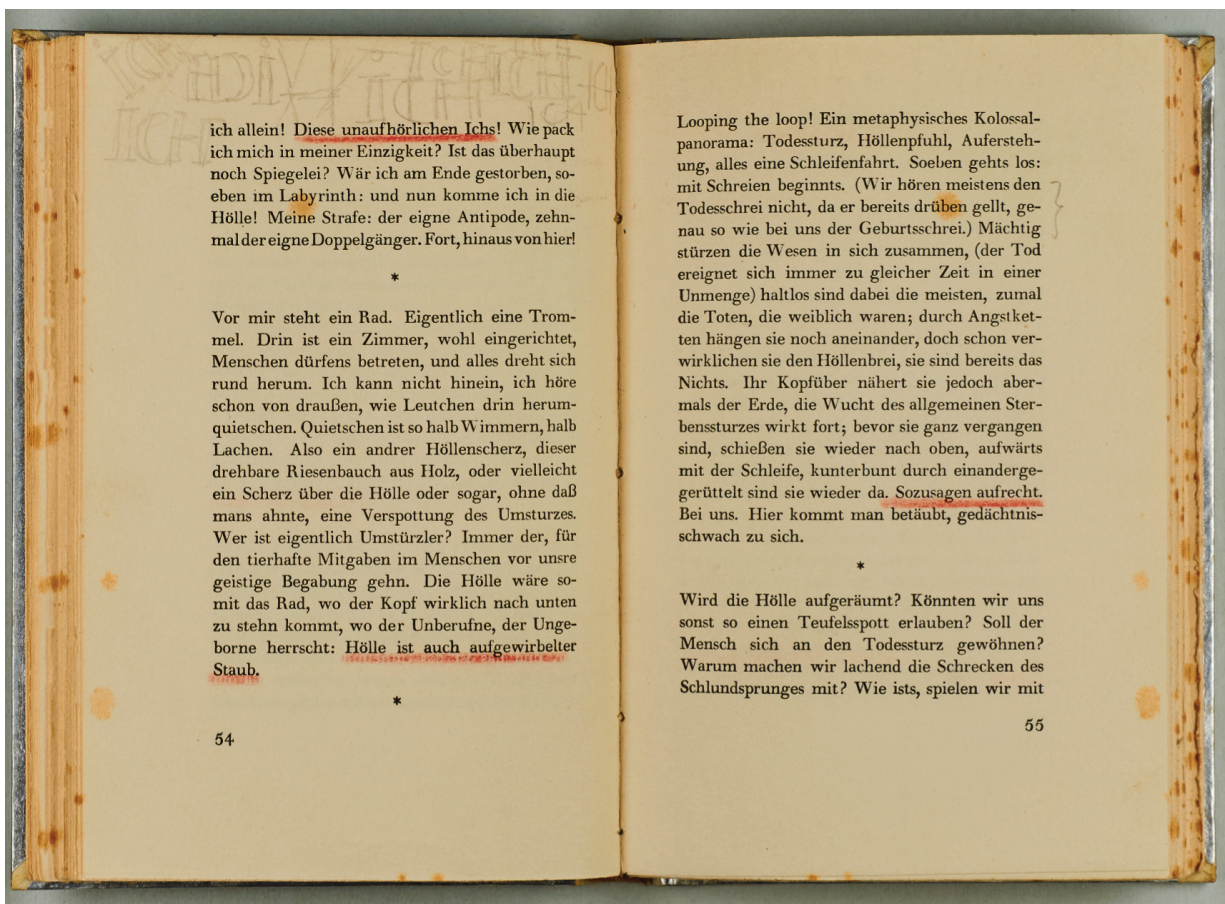 ICH
ich allein! Diese unaufhörlichen Ichs! Wie pack
ich mich in meiner Einzigkeit? Ist das überhaupt
noch Spiegelei? Wär ich am Ende gestorben, so-
eben im Labyrinth: und nun komme ich in die
Hölle! Meine Strafe: der eigne Antipode, zehn-
mal der eigne Doppelgänger. Fort, hinaus von hier!
*
Vor mir steht ein Rad. Eigentlich eine Trom-
mel. Drin ist ein Zimmer, wohl eingerichtet,
Menschen dürfens betreten, und alles dreht sich
rund herum. Ich kann nicht hinein, ich höre
schon von draußen, wie Leutchen drin herum-
quietschen. Quietschen ist so halb Wimmern, halb
Lachen. Also ein andrer Höllenscherz, dieser
drehbare Riesenbauch aus Holz, oder vielleicht
ein Scherz über die Hölle oder sogar, ohne daß
mans ahnte, eine Verspottung des Umsturzes.
Wer ist eigentlich Umstürzler? Immer der, für
den tierhafte Mitgaben im Menschen vor unsre
geistige Begabung gehn. Die Hölle wäre so-
mit das Rad, wo der Kopf wirklich nach unten
zu stehn kommt, wo der Unberufne, der Unge-
borne herrscht: Hölle ist auch aufgewirbelter
Staub.
*
54
Looping the loop! Ein metaphysisches Kolossal-
panorama: Todessturz, Höllenpfuhl, Aufersteh-
ung, alles eine Schleifenfahrt. Soeben gehts los:
mit Schreien beginnts. (Wir hören meistens den
Todesschrei nicht, da er bereits drüben gellt, ge-
nau so wie bei uns der Geburtsschrei.) Mächtig
stürzen die Wesen in sich zusammen, (der Tod
ereignet sich immer zu gleicher Zeit in einer
Unmenge) haltlos sind dabei die meisten, zumal
die Toten, die weiblich waren; durch Angstket-
ten hängen sie noch aneinander, doch schon ver-
wirklichen sie den Höllenbrei, sie sind bereits das
Nichts. Ihr Kopfüber nähert sie jedoch aber-
mals der Erde, die Wucht des allgemeinen Ster-
benssturzes wirkt fort; bevor sie ganz vergangen
sind, schießen sie wieder nach oben, aufwärts
mit der Schleife, kunterbunt durch einanderge-
gerüttelt sind sie wieder da. Sozusagen aufrecht.
Bei uns. Hier kommt man betäubt, gedächtnis-
schwach zu sich.
*
Wird die Hölle aufgeräumt? Könnten wir uns
sonst so einen Teufelsspott erlauben? Soll der
Mensch sich an den Todessturz gewöhnen?
Warum machen wir lachend die Schrecken des
Schlundsprunges mit? Wie ists, spielen wir mit
55